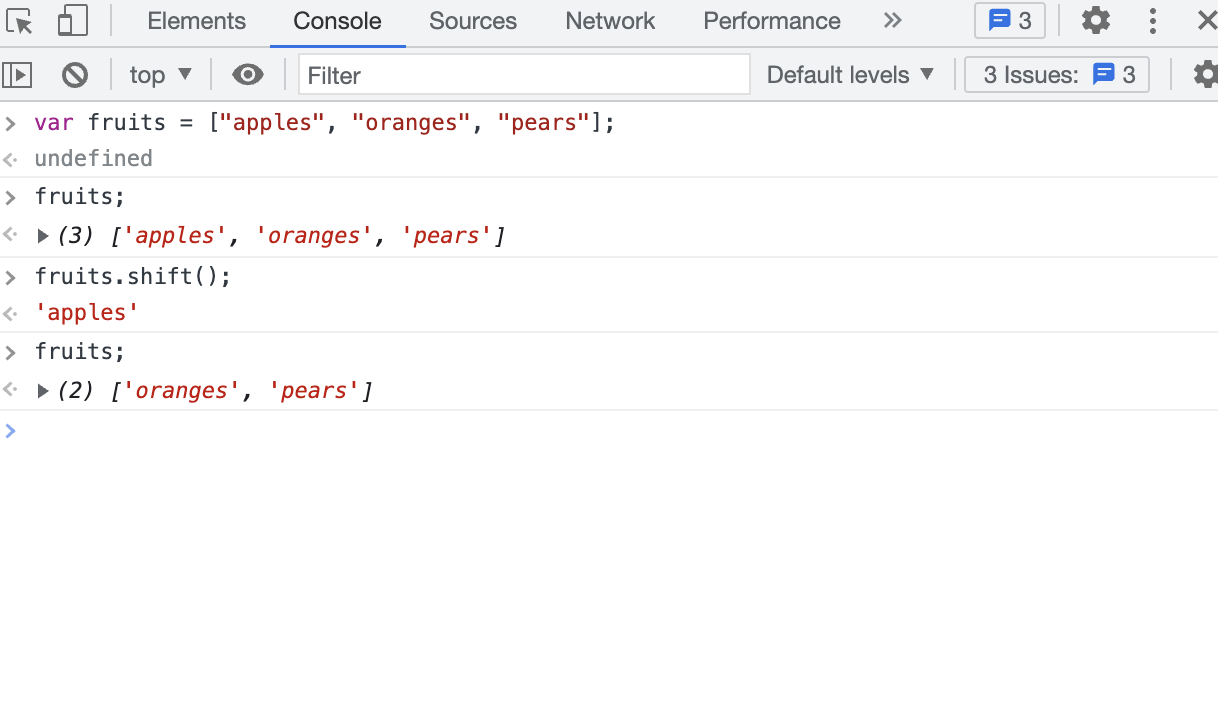 Elements Console Sources Network Performance » 3
top ▼ Filter Default levels ▼ 3 Issues: 3
> var fruits = ["apples", "oranges", "pears"];
undefined
> fruits;
▶ (3) ['apples', 'oranges', 'pears']
> fruits.shift();
'apples'
> fruits;
▶ (2) ['oranges', 'pears']
>